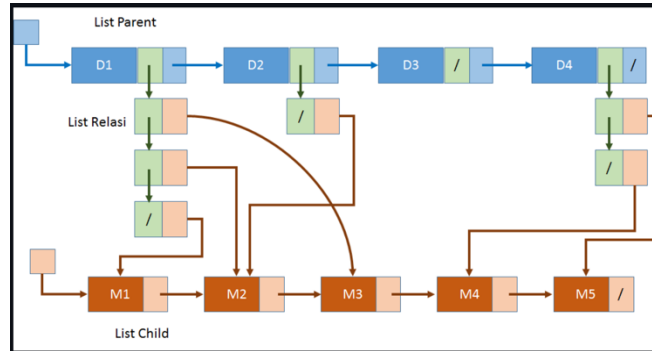 List Parent
D1 D2 D3 / D4 /
List Relasi
/
/
/
M1 M2 M3 M4 M5 /
List Child